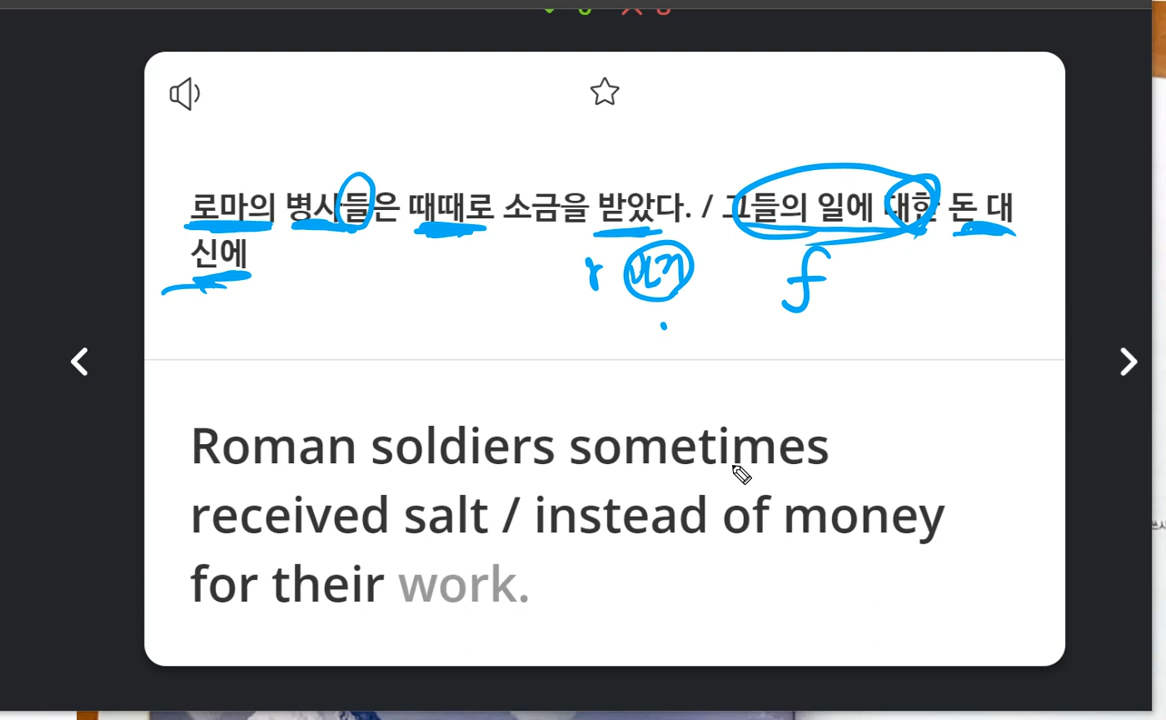 로마의 병사들은 때때로 소금을 받았다. / 그들의 일에 대한 돈 대
신에
r
f
Roman soldiers sometimes
received salt / instead of money
for their work.